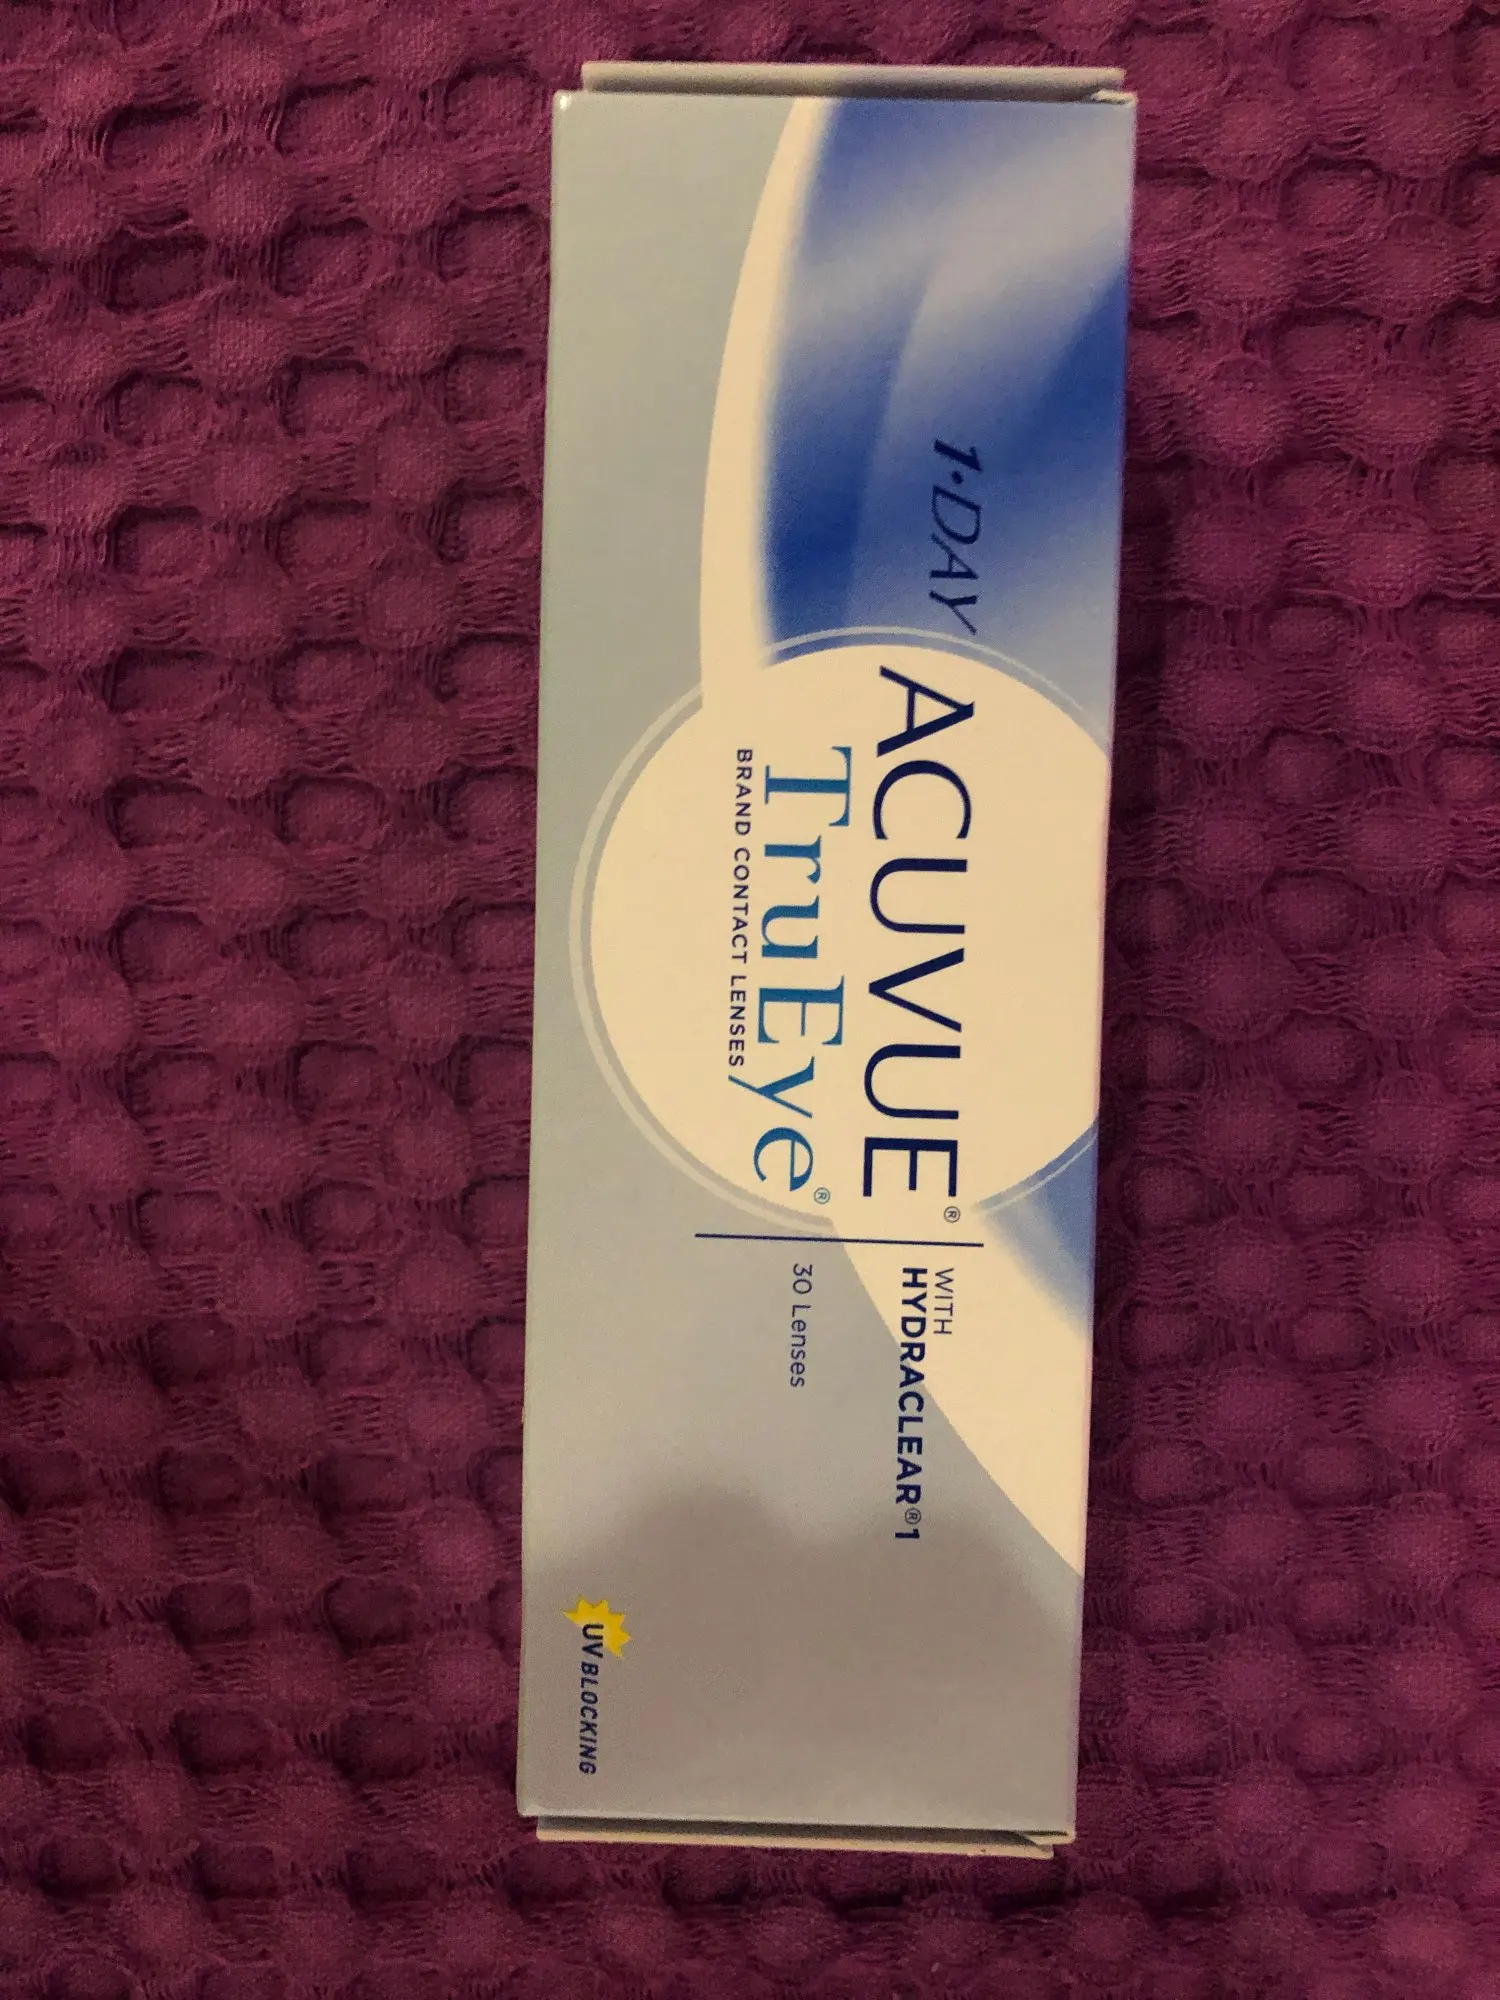 1·DAY
ACUVUE®
TruEye®
BRAND CONTACT LENSES
WITH
HYDRACLEAR®1
30 Lenses
UV BLOCKING